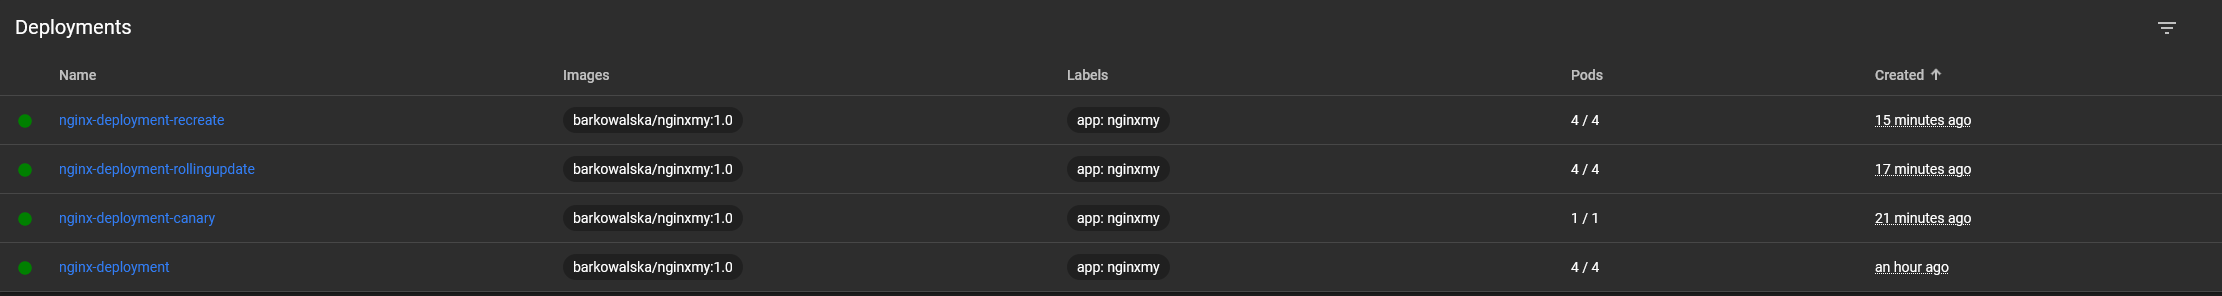 Deployments
Name Images Labels Pods Created
nginx-deployment-recreate barkowalska/nginxmy:1.0 app: nginxmy 4 / 4 15 minutes ago
nginx-deployment-rollingupdate barkowalska/nginxmy:1.0 app: nginxmy 4 / 4 17 minutes ago
nginx-deployment-canary barkowalska/nginxmy:1.0 app: nginxmy 1 / 1 21 minutes ago
nginx-deployment barkowalska/nginxmy:1.0 app: nginxmy 4 / 4 an hour ago